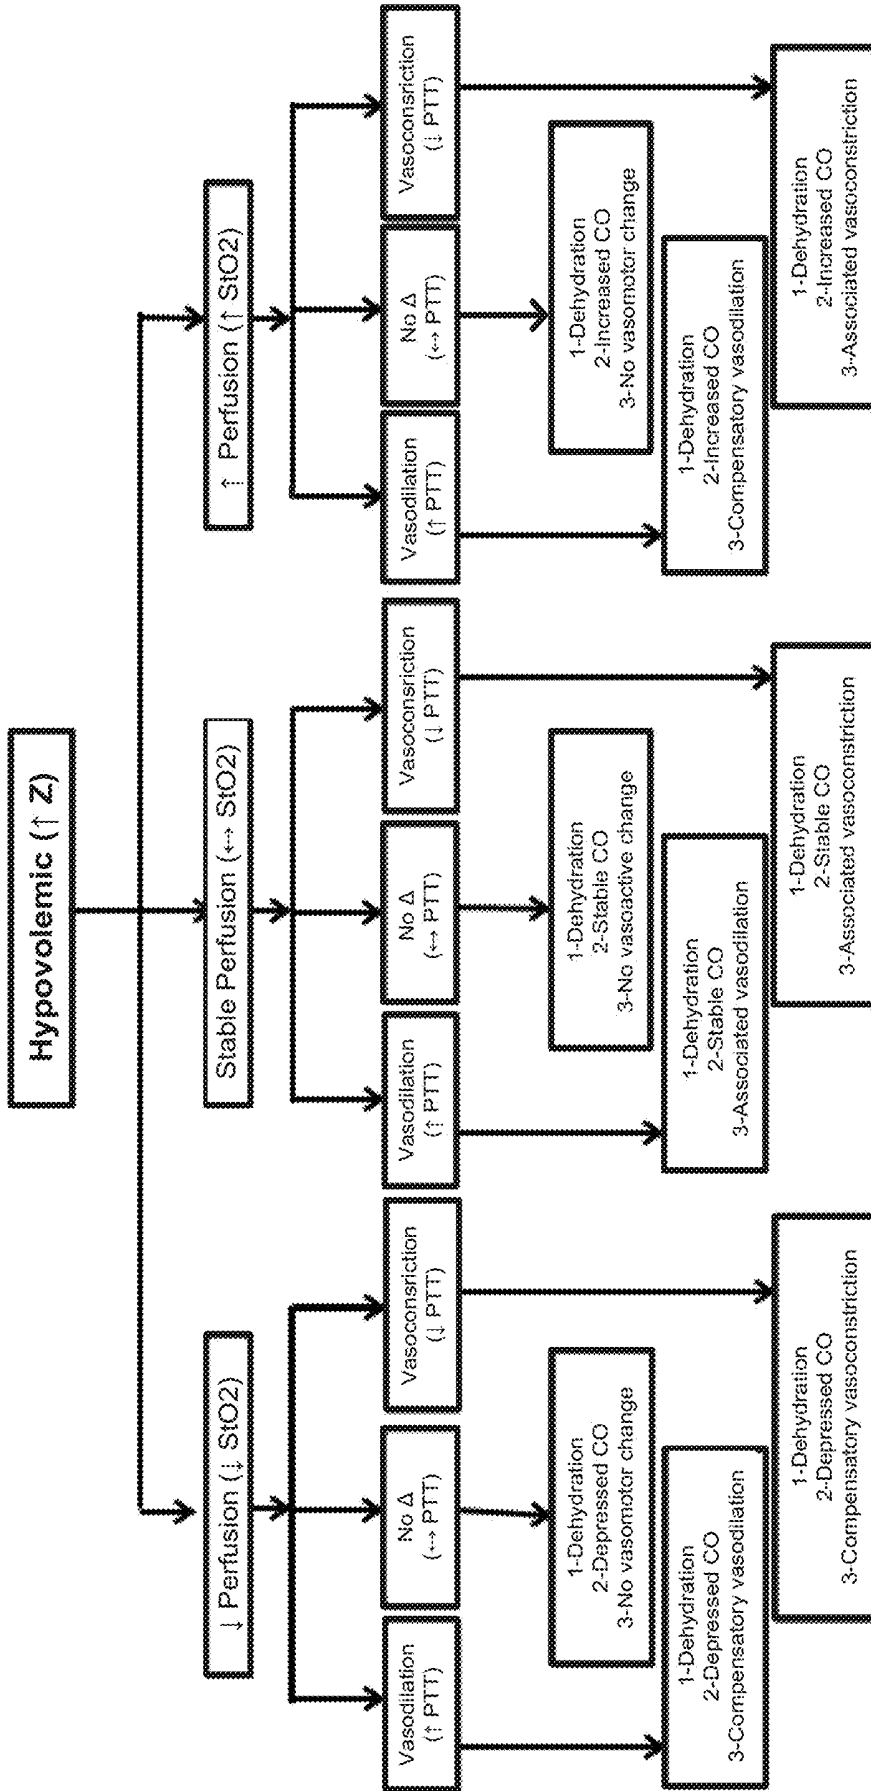 Hypovolemic (↑ Z)
↓ Perfusion (↓ StO2)
Stable Perfusion (↔ StO2)
↑ Perfusion (↑ StO2)
Vasodilation
(↑ PTT)
No Δ
(↔ PTT)
Vasoconsriction
(↓ PTT)
Vasodilation
(↑ PTT)
No Δ
(↔ PTT)
Vasoconsriction
(↓ PTT)
Vasodilation
(↑ PTT)
No Δ
(↔ PTT)
Vasoconsriction
(↓ PTT)
1-Dehydration
2-Depressed CO
3-No vasomotor change
1-Dehydration
2-Stable CO
3-No vasoactive change
1-Dehydration
2-Increased CO
3-No vasomotor change
1-Dehydration
2-Depressed CO
3-Compensatory vasodilation
1-Dehydration
2-Stable CO
3-Associated vasodilation
1-Dehydration
2-Increased CO
3-Compensatory vasodilation
1-Dehydration
2-Depressed CO
3-Compensatory vasoconstriction
1-Dehydration
2-Stable CO
3-Associated vasoconstriction
1-Dehydration
2-Increased CO
3-Associated vasoconstriction